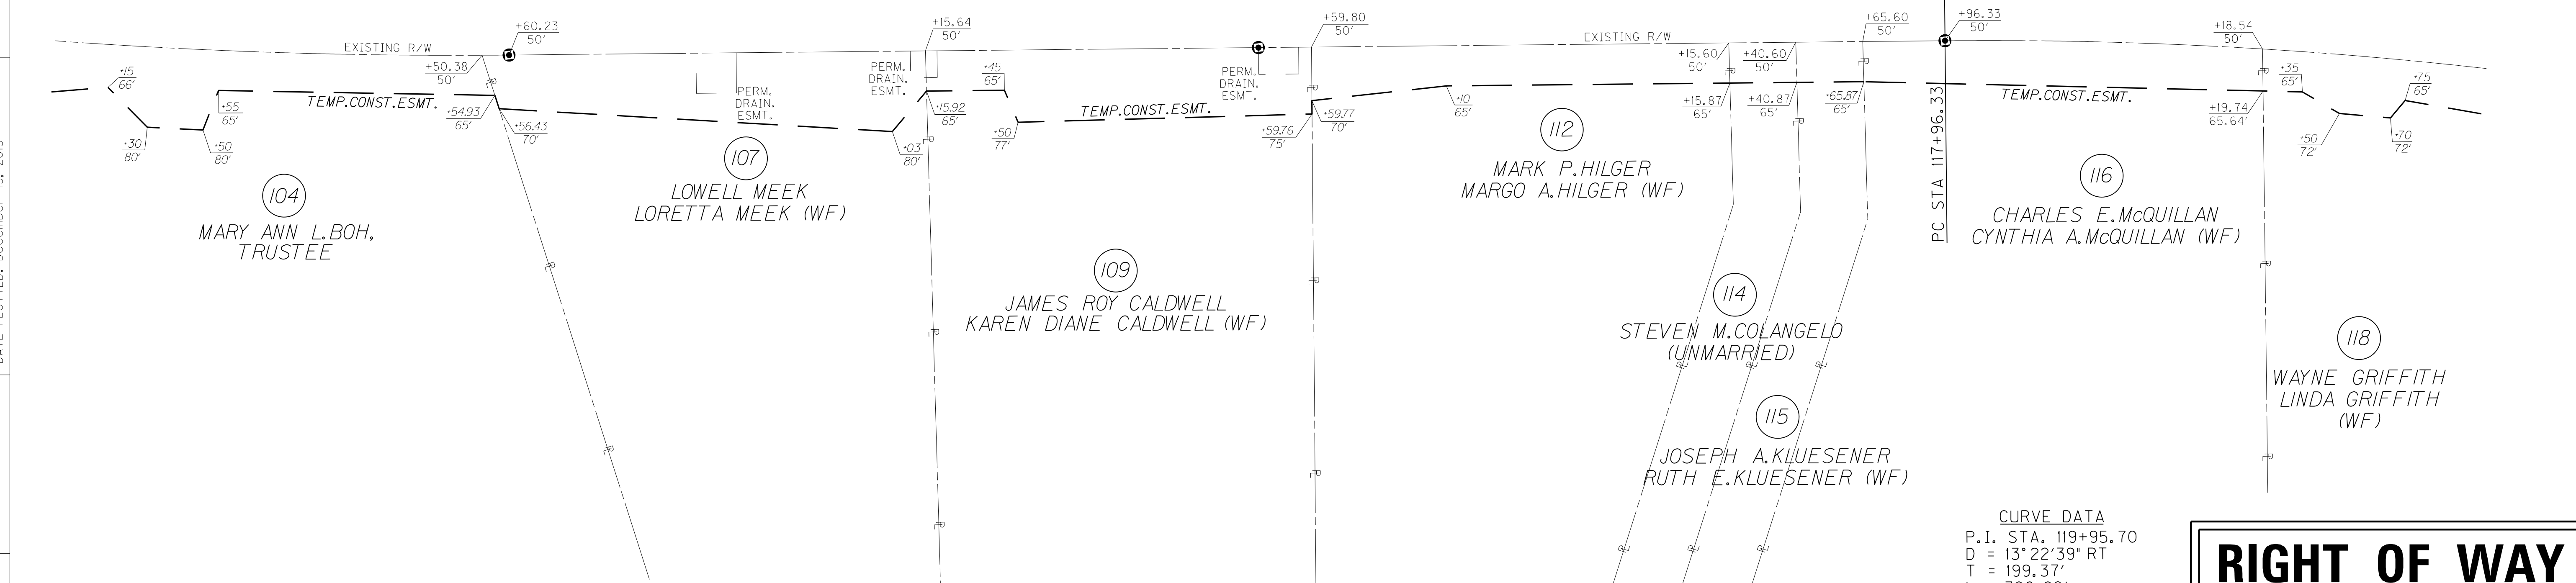 +60.23
50'
+15.64
50'
+59.80
50'
+65.60
50'
+96.33
50'
+18.54
50'
EXISTING R/W
EXISTING R/W
+50.38
50'
+15.60
50'
+40.60
50'
+15
66'
+55
65'
+30
80'
+50
80'
TEMP.CONST.ESMT.
+54.93
65'
+56.43
70'
PERM.
DRAIN.
ESMT.
PERM.
DRAIN.
ESMT.
+03
80'
+15.92
65'
+45
65'
+50
77'
TEMP.CONST.ESMT.
PERM.
DRAIN.
ESMT.
+59.76
75'
+59.77
70'
+10
65'
+15.87
65'
+40.87
65'
+65.87
65'
PC STA 117+96.33
TEMP.CONST.ESMT.
+19.74
65.64'
+35
65'
+50
72'
+70
72'
+75
65'
104
MARY ANN L.BOH,
TRUSTEE
107
LOWELL MEEK
LORETTA MEEK (WF)
109
JAMES ROY CALDWELL
KAREN DIANE CALDWELL (WF)
112
MARK P.HILGER
MARGO A.HILGER (WF)
114
STEVEN M.COLANGELO
(UNMARRIED)
115
JOSEPH A.KLUESENER
RUTH E.KLUESENER (WF)
116
CHARLES E.McQUILLAN
CYNTHIA A.McQUILLAN (WF)
118
WAYNE GRIFFITH
LINDA GRIFFITH
(WF)
CURVE DATA
P.I. STA. 119+95.70
D = 13°22'39" RT
T = 199.37'
RIGHT OF WAY